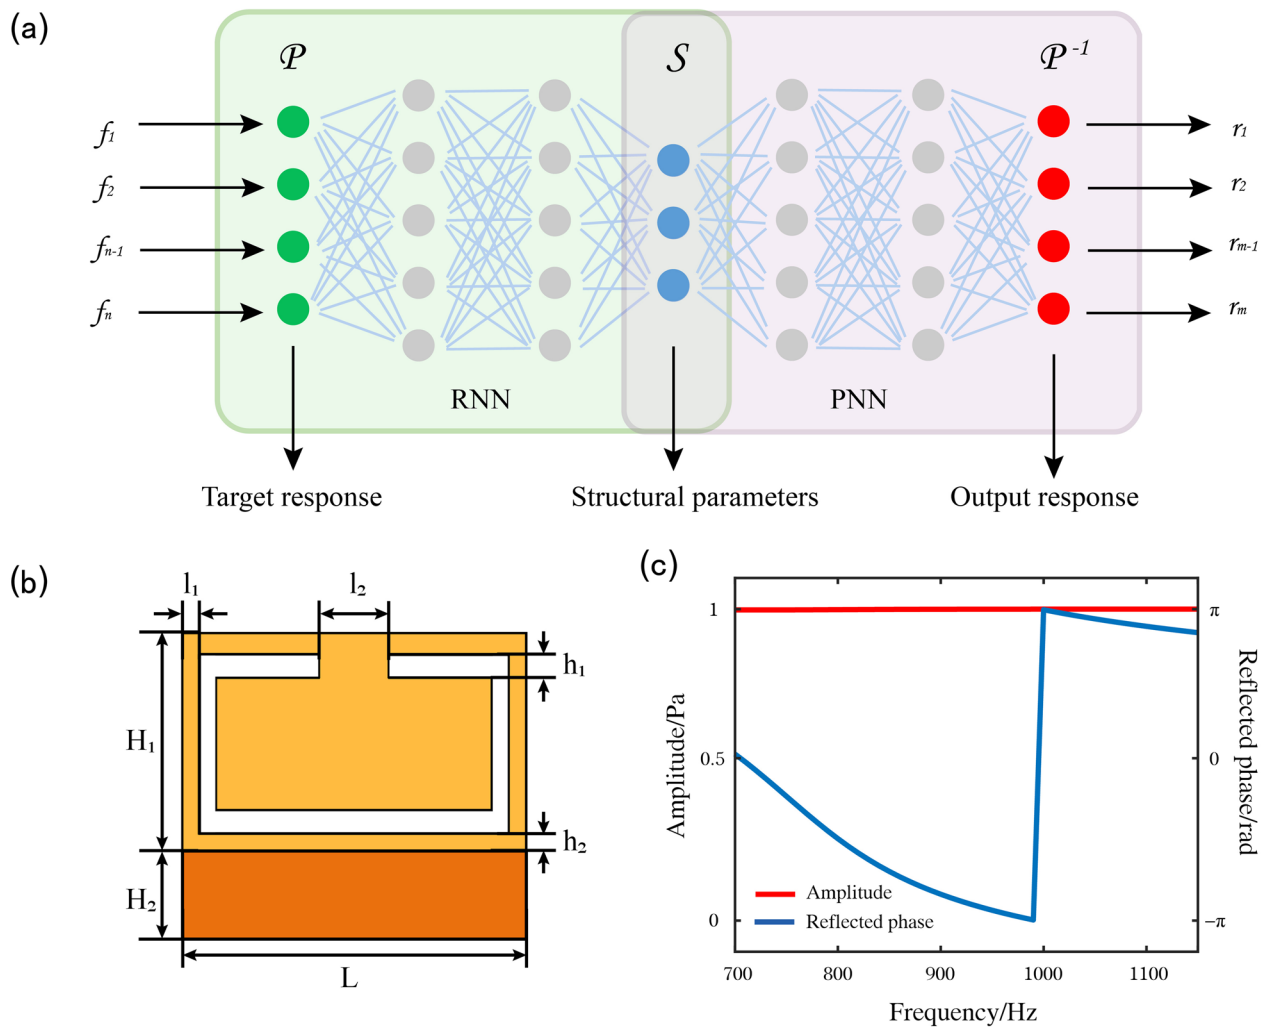 (a)
𝒫
𝒮
𝒫⁻¹
f₁
r₁
f₂
r₂
fₙ₋₁
rₘ₋₁
fₙ
rₘ
RNN
PNN
Target response
Structural parameters
Output response
(b)
l₁
l₂
h₁
H₁
h₂
H₂
L
(c)
1
π
0.5
0
0
−π
Amplitude/Pa
Reflected phase/rad
Amplitude
Reflected phase
700
800
900
1000
1100
Frequency/Hz